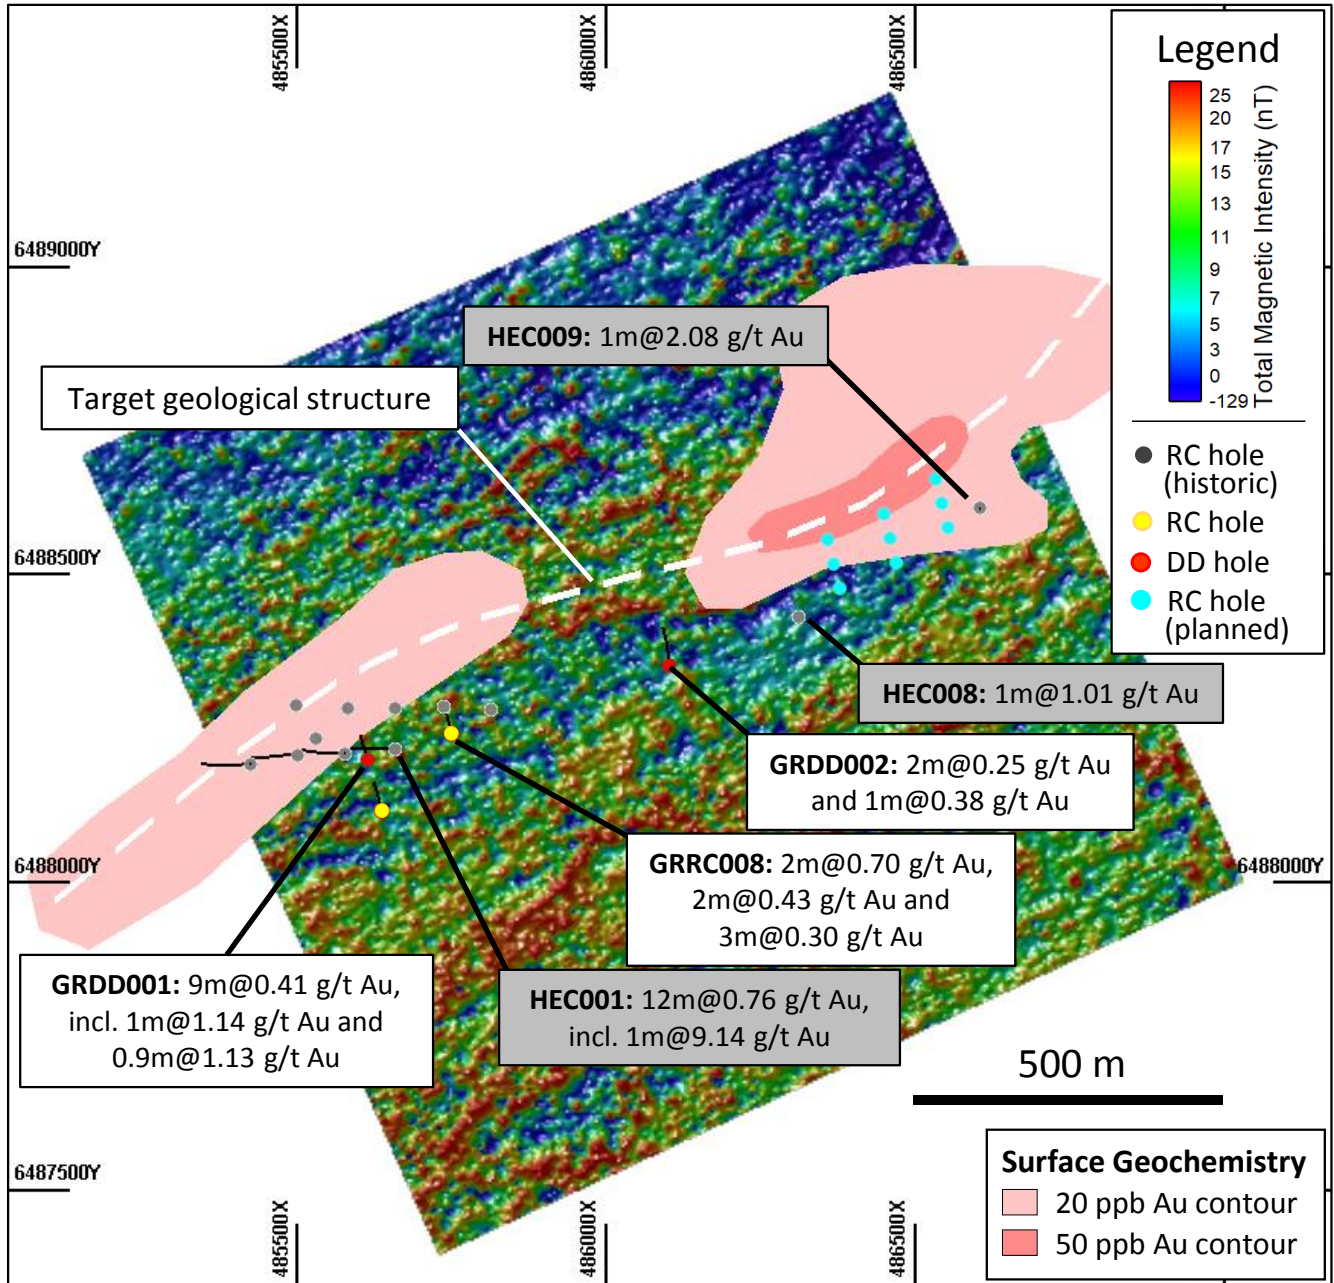 485500X
486000X
486500X
Legend
25
20
17
15
13
11
9
7
5
3
0
-129
Total Magnetic Intensity (nT)
RC hole
(historic)
RC hole
DD hole
RC hole
(planned)
6489000Y
HEC009: 1m@2.08 g/t Au
Target geological structure
6488500Y
HEC008: 1m@1.01 g/t Au
GRDD002: 2m@0.25 g/t Au
and 1m@0.38 g/t Au
GRRC008: 2m@0.70 g/t Au,
2m@0.43 g/t Au and
3m@0.30 g/t Au
6488000Y
6488000Y
GRDD001: 9m@0.41 g/t Au,
incl. 1m@1.14 g/t Au and
0.9m@1.13 g/t Au
HEC001: 12m@0.76 g/t Au,
incl. 1m@9.14 g/t Au
500 m
6487500Y
Surface Geochemistry
20 ppb Au contour
50 ppb Au contour
485500X
486000X
486500X